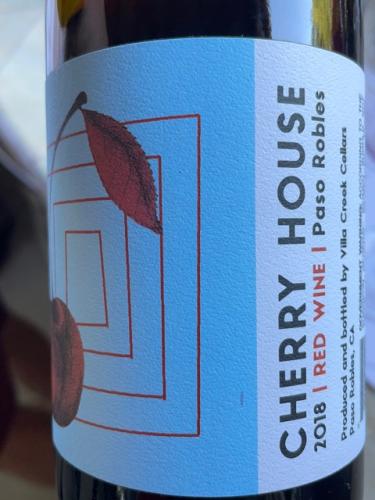 CHERRY HOUSE
2018 | RED WINE | Paso Robles
Produced and bottled by Villa Creek Cellars
Paso Robles, CA